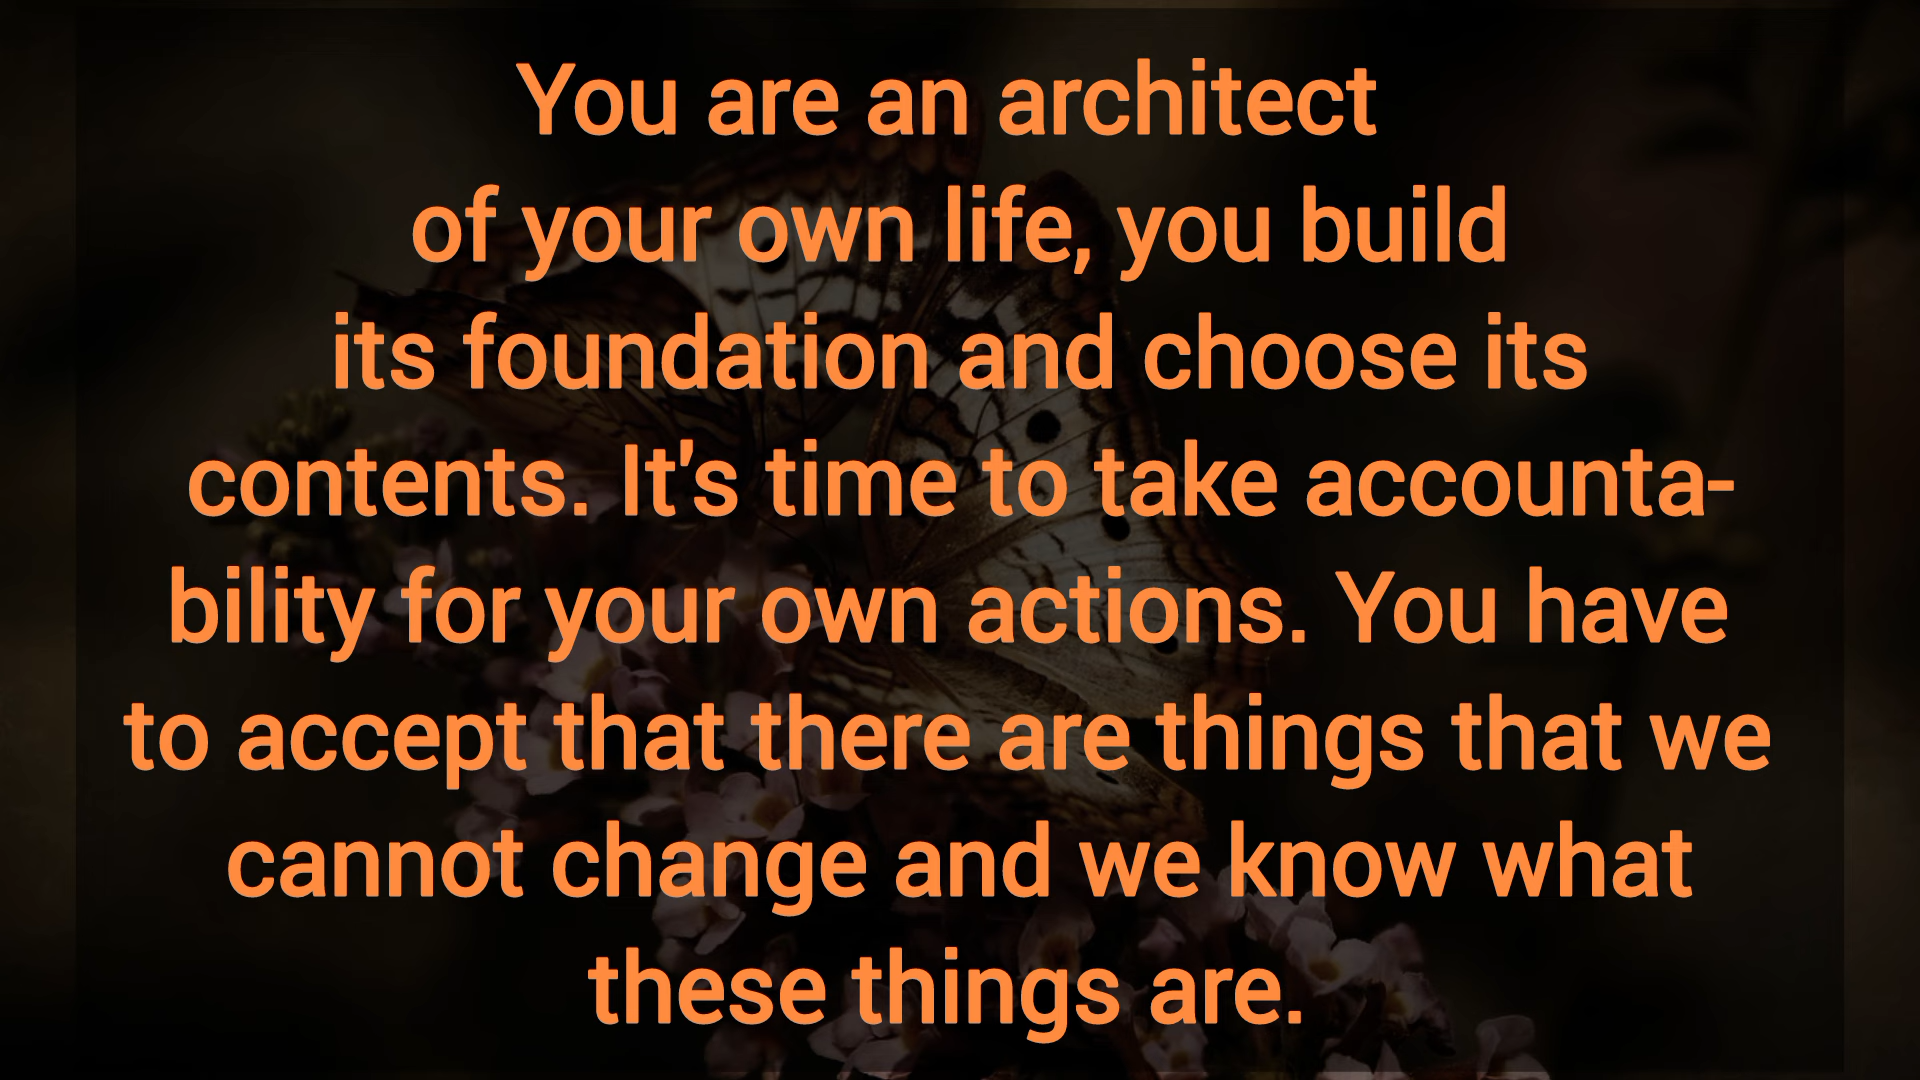 You are an architect
of your own life, you build
its foundation and choose its
contents. It's time to take accounta-
bility for your own actions. You have
to accept that there are things that we
cannot change and we know what
these things are.